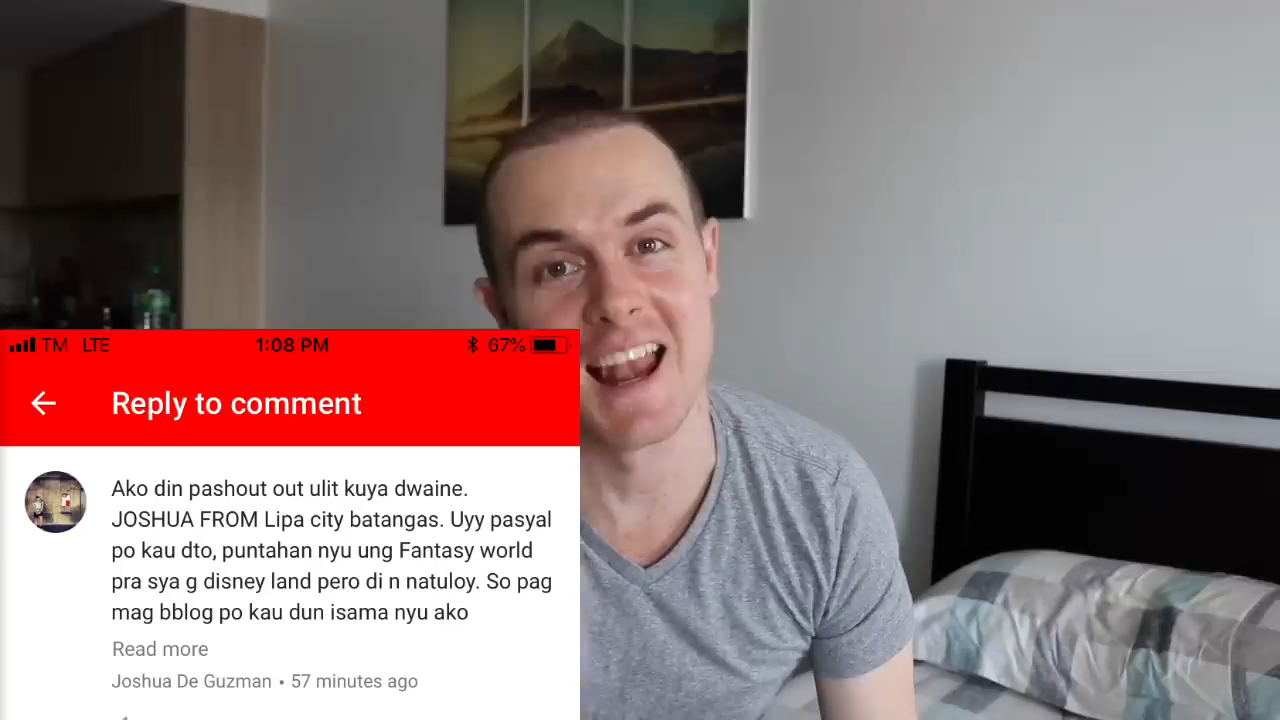 TM LTE 1:08 PM 67%
Reply to comment
Ako din pashout out ulit kuya dwaine.
JOSHUA FROM Lipa city batangas. Uyy pasyal
po kau dto, puntahan nyu ung Fantasy world
pra sya g disney land pero di n natuloy. So pag
mag bblog po kau dun isama nyu ako
Read more
Joshua De Guzman • 57 minutes ago